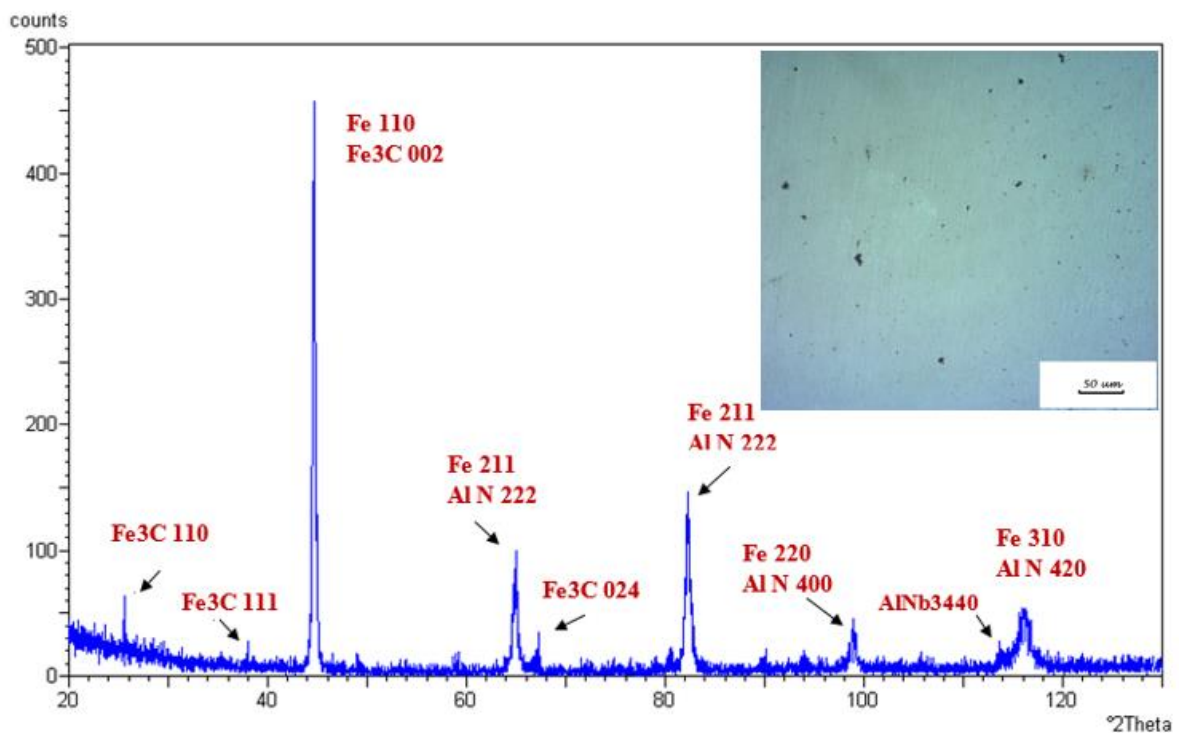 counts
500
400
300
200
100
0
20
40
60
80
100
120
°2Theta
Fe 110
Fe3C 002
Fe3C 110
Fe3C 111
Fe 211
Al N 222
Fe3C 024
Fe 211
Al N 222
Fe 220
Al N 400
AlNb3440
Fe 310
Al N 420
50 um